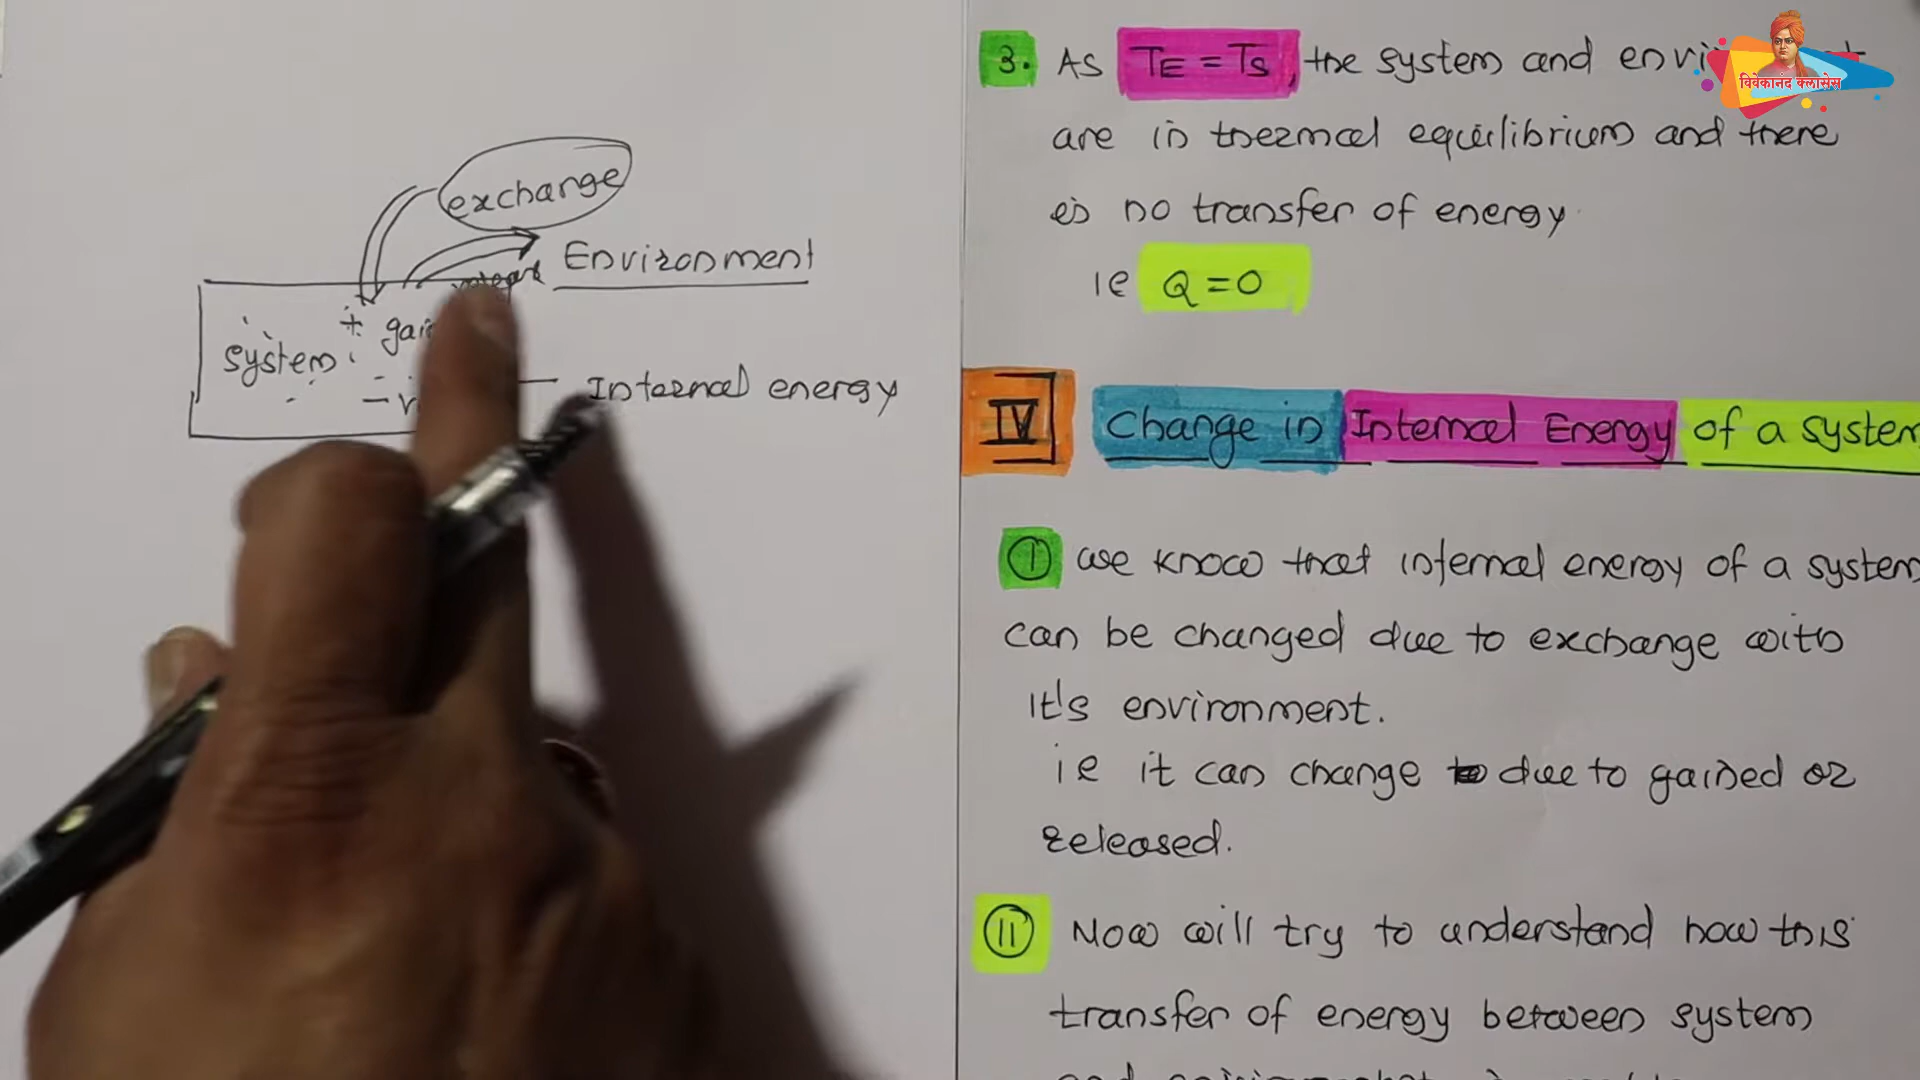 exchange
Environment
+ gai
system
Internal energy
3. As TE = TS, the system and envi
are in thermal equilibrium and there
is no transfer of energy
ie Q = 0
IV Change in Internal Energy of a system
① we know that internal energy of a system
can be changed due to exchange with
It's environment.
ie it can change due to gained or
released.
II Now will try to understand how this
transfer of energy between system
विवेकानंद क्लासेस